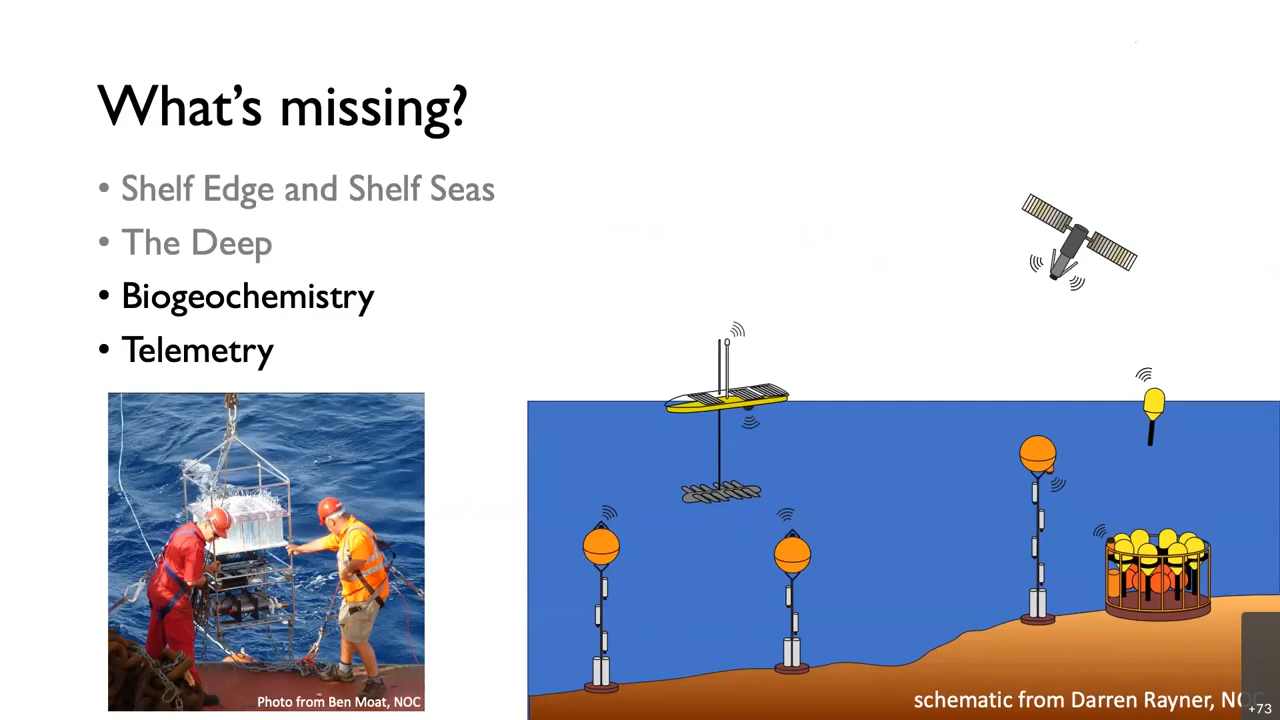 What's missing?
• Shelf Edge and Shelf Seas
• The Deep
• Biogeochemistry
• Telemetry
Photo from Ben Moat, NOC
schematic from Darren Rayner, NOC
+73